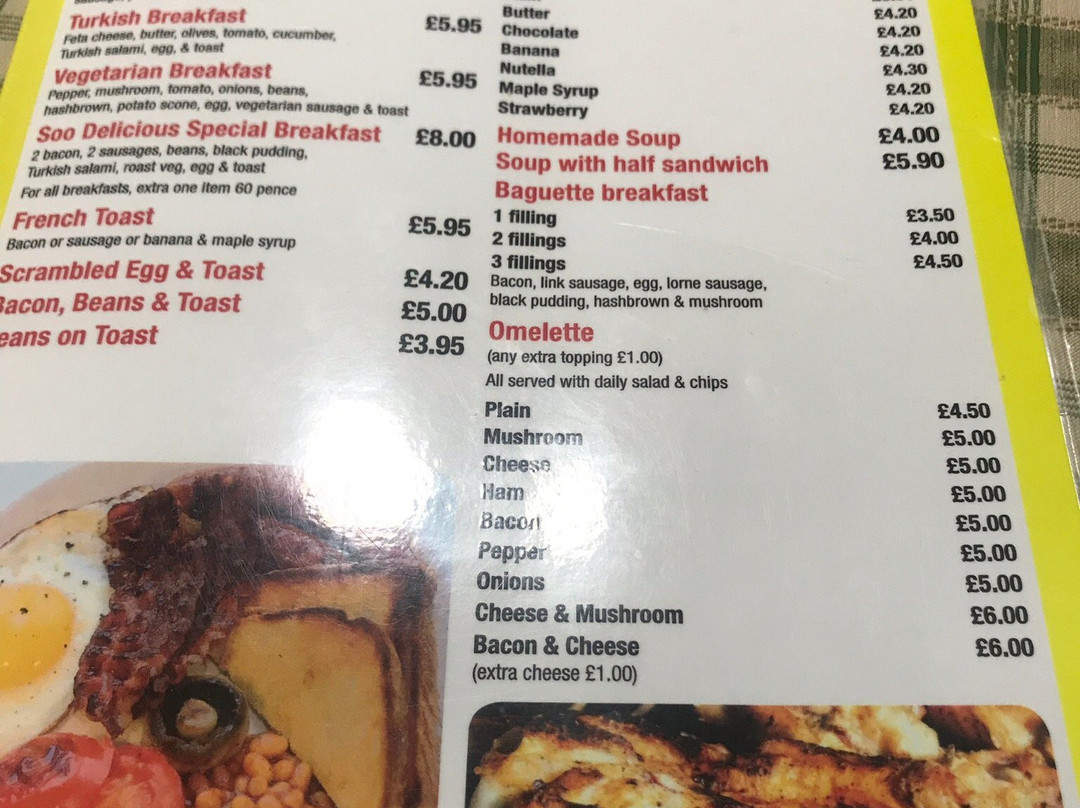 Turkish Breakfast £5.95
Feta cheese, butter, olives, tomato, cucumber,
Turkish salami, egg, & toast
Vegetarian Breakfast £5.95
Pepper, mushroom, tomato, onions, beans,
hashbrown, potato scone, egg, vegetarian sausage & toast
Soo Delicious Special Breakfast £8.00
2 bacon, 2 sausages, beans, black pudding,
Turkish salami, roast veg, egg & toast
For all breakfasts, extra one item 60 pence
French Toast £5.95
Bacon or sausage or banana & maple syrup
Scrambled Egg & Toast £4.20
Bacon, Beans & Toast £5.00
eans on Toast £3.95
Butter £4.20
Chocolate £4.20
Banana £4.20
Nutella £4.30
Maple Syrup £4.20
Strawberry £4.20
Homemade Soup £4.00
Soup with half sandwich £5.90
Baguette breakfast
1 filling £3.50
2 fillings £4.00
3 fillings £4.50
Bacon, link sausage, egg, lorne sausage,
black pudding, hashbrown & mushroom
Omelette
(any extra topping £1.00)
All served with daily salad & chips
Plain £4.50
Mushroom £5.00
Cheese £5.00
Ham £5.00
Bacon £5.00
Pepper £5.00
Onions £5.00
Cheese & Mushroom £6.00
Bacon & Cheese £6.00
(extra cheese £1.00)